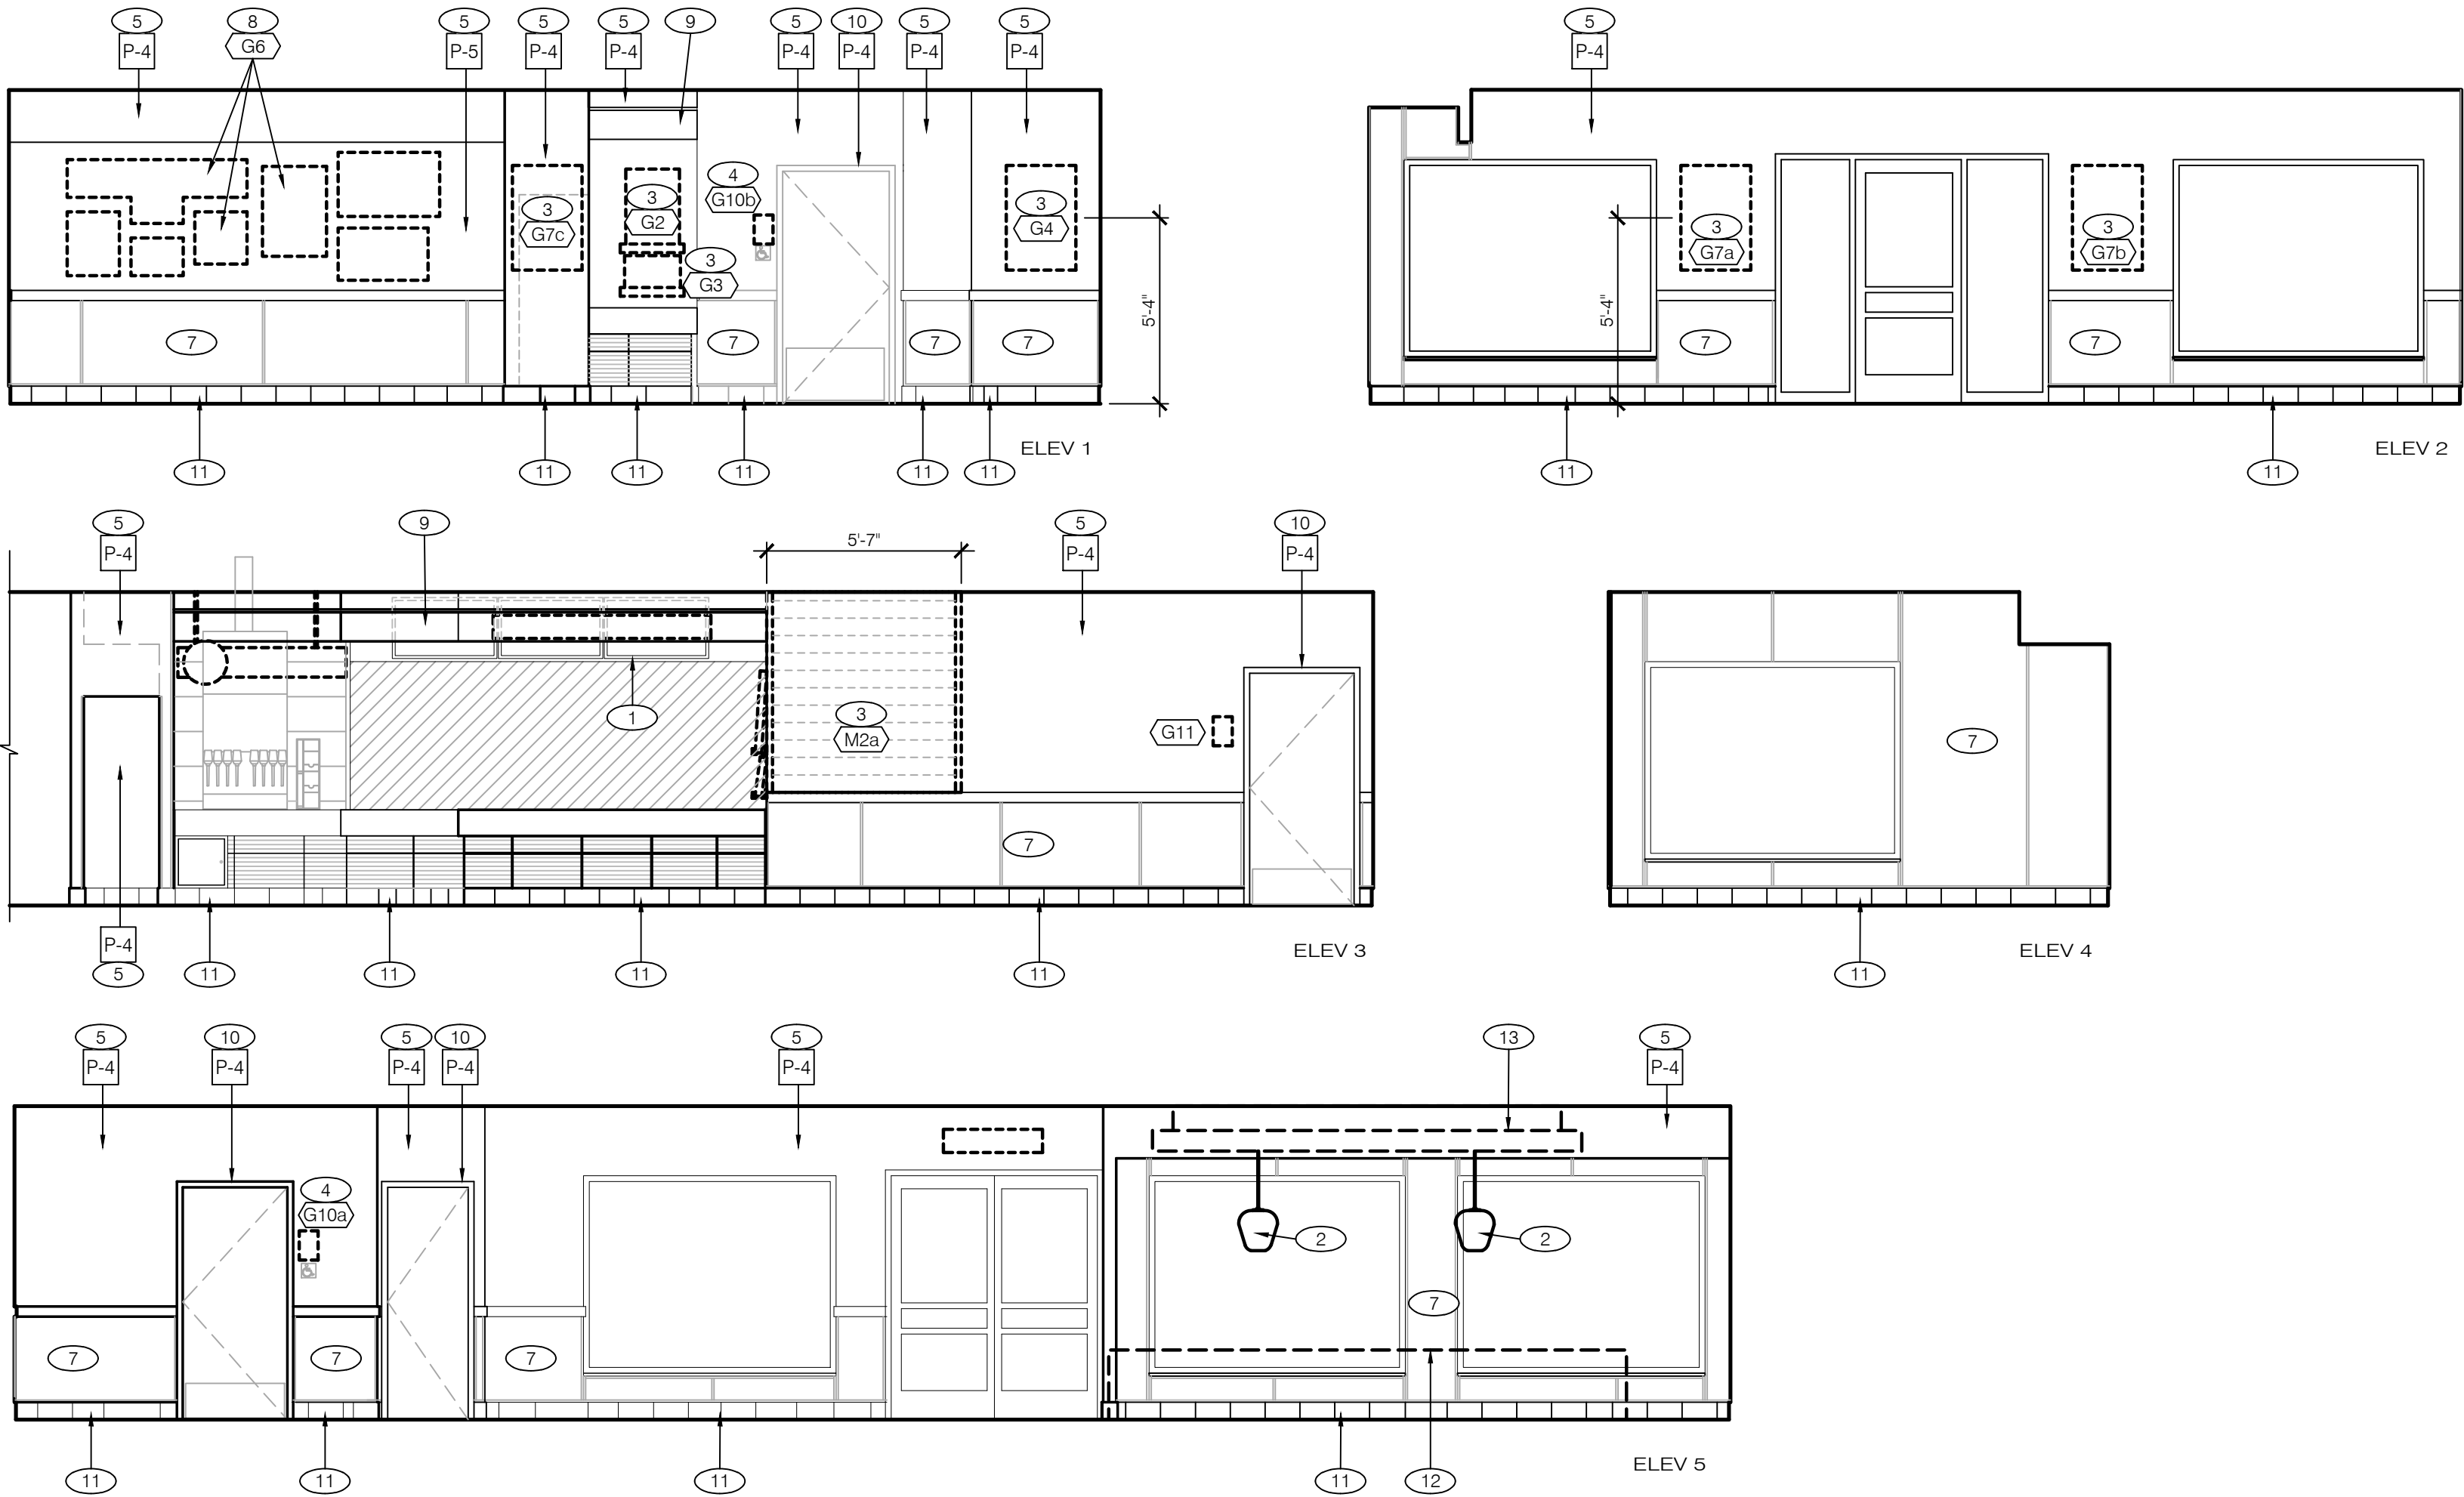 5 8 5 5 5 9 5 10 5 5
P-4 G6 P-5 P-4 P-4 P-4 P-4 P-4 P-4
4
G10b
3
G7c
3
G2
3
G4
3
G3
5'-4"
7 7 7 7
ELEV 1
11 11 11 11 11 11
5
P-4
3
G7a
3
G7b
5'-4"
7 7
ELEV 2
11 11
5 9 5 10
P-4 5'-7" P-4 P-4
1
3
M2a
G11
7
P-4
5 11 11 11 11
ELEV 3
7
ELEV 4
11
5 10 5 10 5 13 5
P-4 P-4 P-4 P-4 P-4 P-4
4
G10a
2 2
7
7 7 7
11 11 11 11 12
ELEV 5